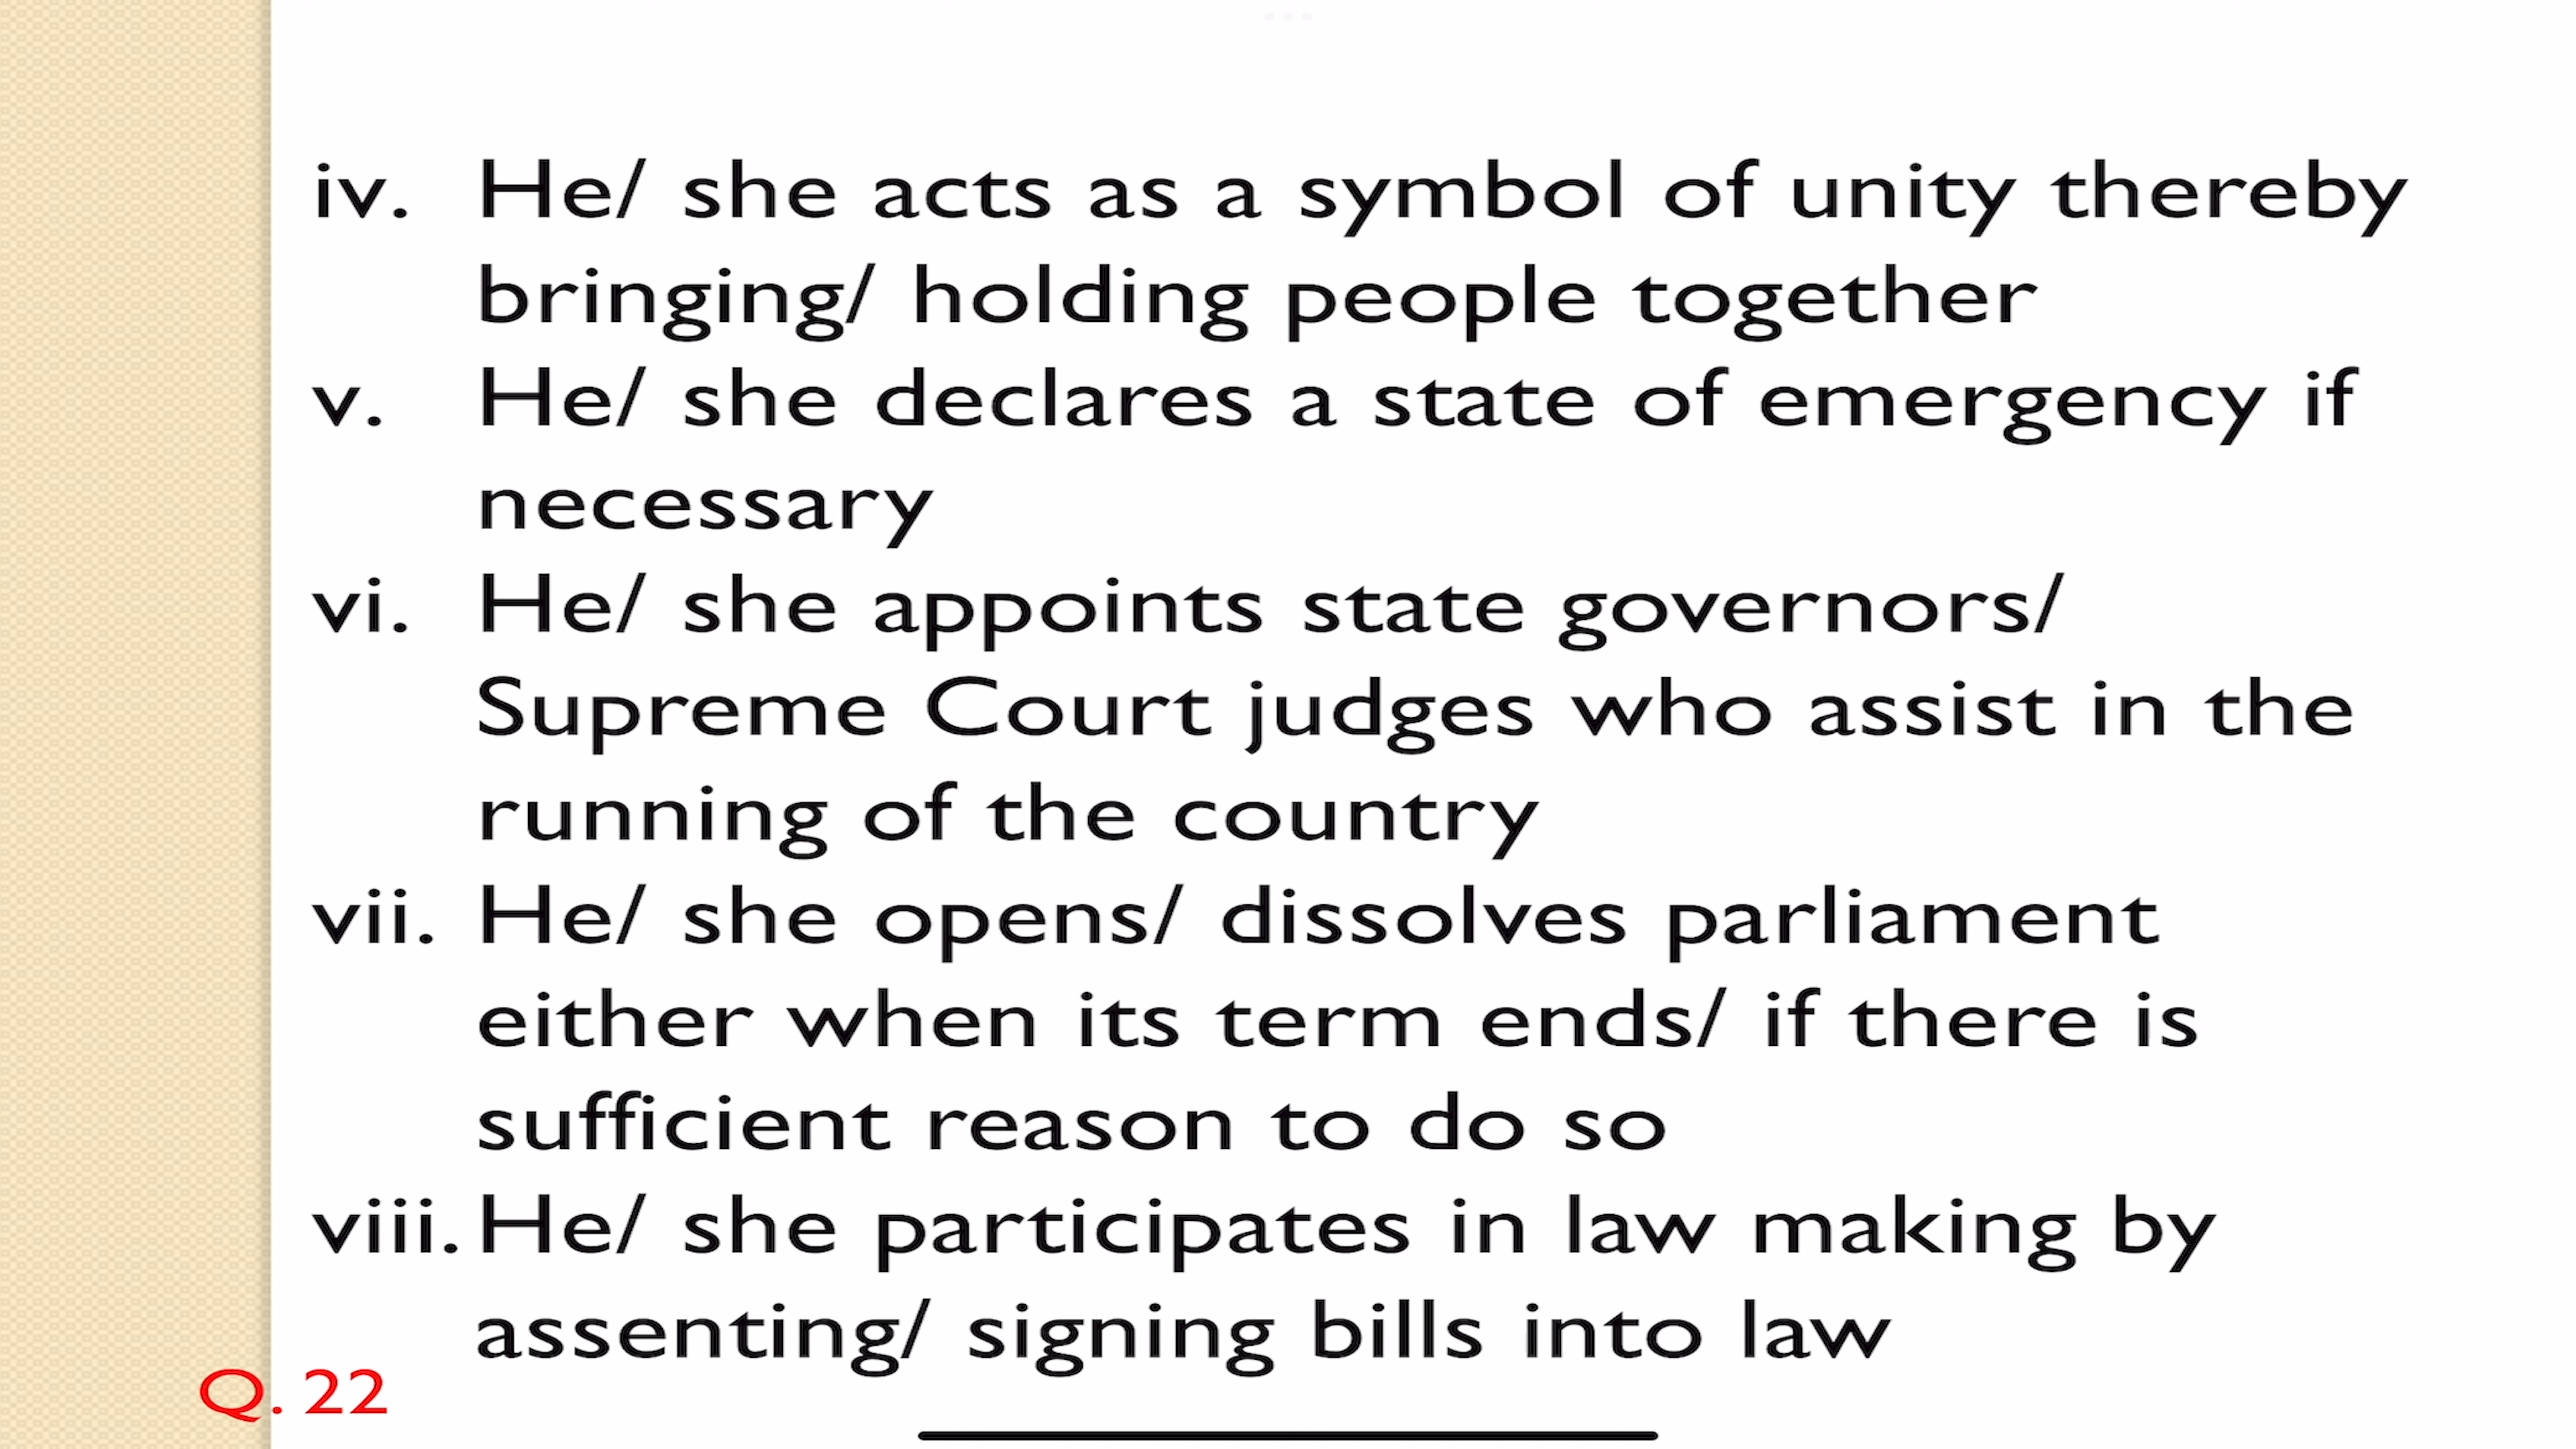 iv. He/ she acts as a symbol of unity thereby
bringing/ holding people together
v. He/ she declares a state of emergency if
necessary
vi. He/ she appoints state governors/
Supreme Court judges who assist in the
running of the country
vii. He/ she opens/ dissolves parliament
either when its term ends/ if there is
sufficient reason to do so
viii. He/ she participates in law making by
assenting/ signing bills into law
Q. 22